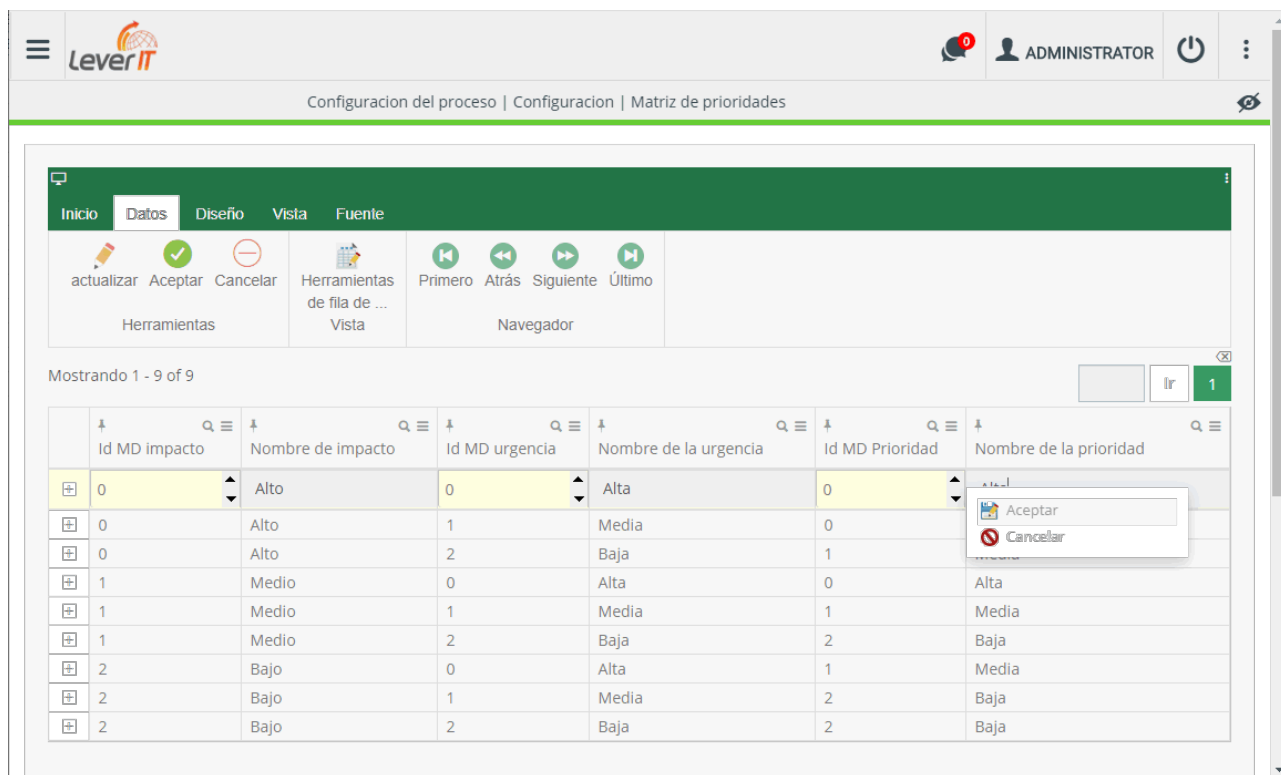 LeverIT
0
ADMINISTRATOR
Configuracion del proceso | Configuracion | Matriz de prioridades
Inicio Datos Diseño Vista Fuente
actualizar Aceptar Cancelar Herramientas de fila de ... Primero Atrás Siguiente Último
Herramientas Vista Navegador
Mostrando 1 - 9 of 9
Ir 1
Id MD impacto Nombre de impacto Id MD urgencia Nombre de la urgencia Id MD Prioridad Nombre de la prioridad
0 Alto 0 Alta 0
Aceptar
Cancelar
0 Alto 1 Media 0
0 Alto 2 Baja 1 Media
1 Medio 0 Alta 0 Alta
1 Medio 1 Media 1 Media
1 Medio 2 Baja 2 Baja
2 Bajo 0 Alta 1 Media
2 Bajo 1 Media 2 Baja
2 Bajo 2 Baja 2 Baja